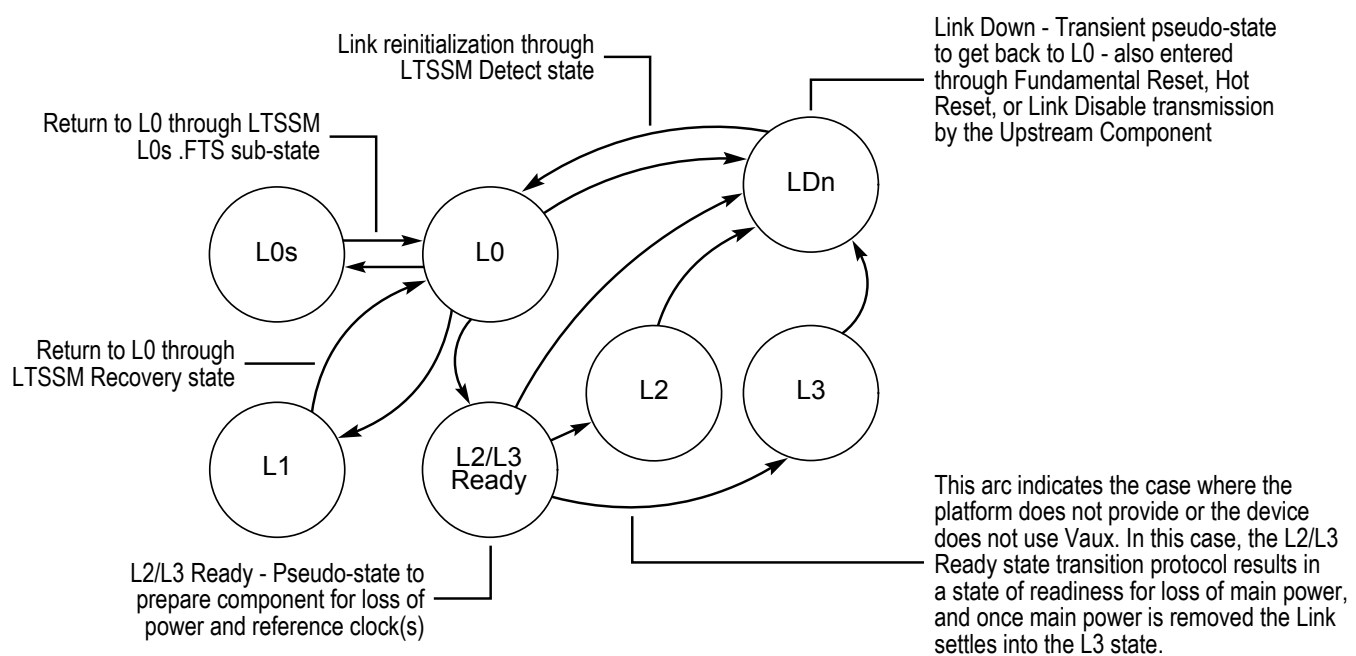 Link reinitialization through
LTSSM Detect state
Link Down - Transient pseudo-state
to get back to L0 - also entered
through Fundamental Reset, Hot
Reset, or Link Disable transmission
by the Upstream Component
Return to L0 through LTSSM
L0s .FTS sub-state
LDn
L0s
L0
Return to L0 through
LTSSM Recovery state
L2
L3
L1
L2/L3
Ready
L2/L3 Ready - Pseudo-state to
prepare component for loss of
power and reference clock(s)
This arc indicates the case where the
platform does not provide or the device
does not use Vaux. In this case, the L2/L3
Ready state transition protocol results in
a state of readiness for loss of main power,
and once main power is removed the Link
settles into the L3 state.